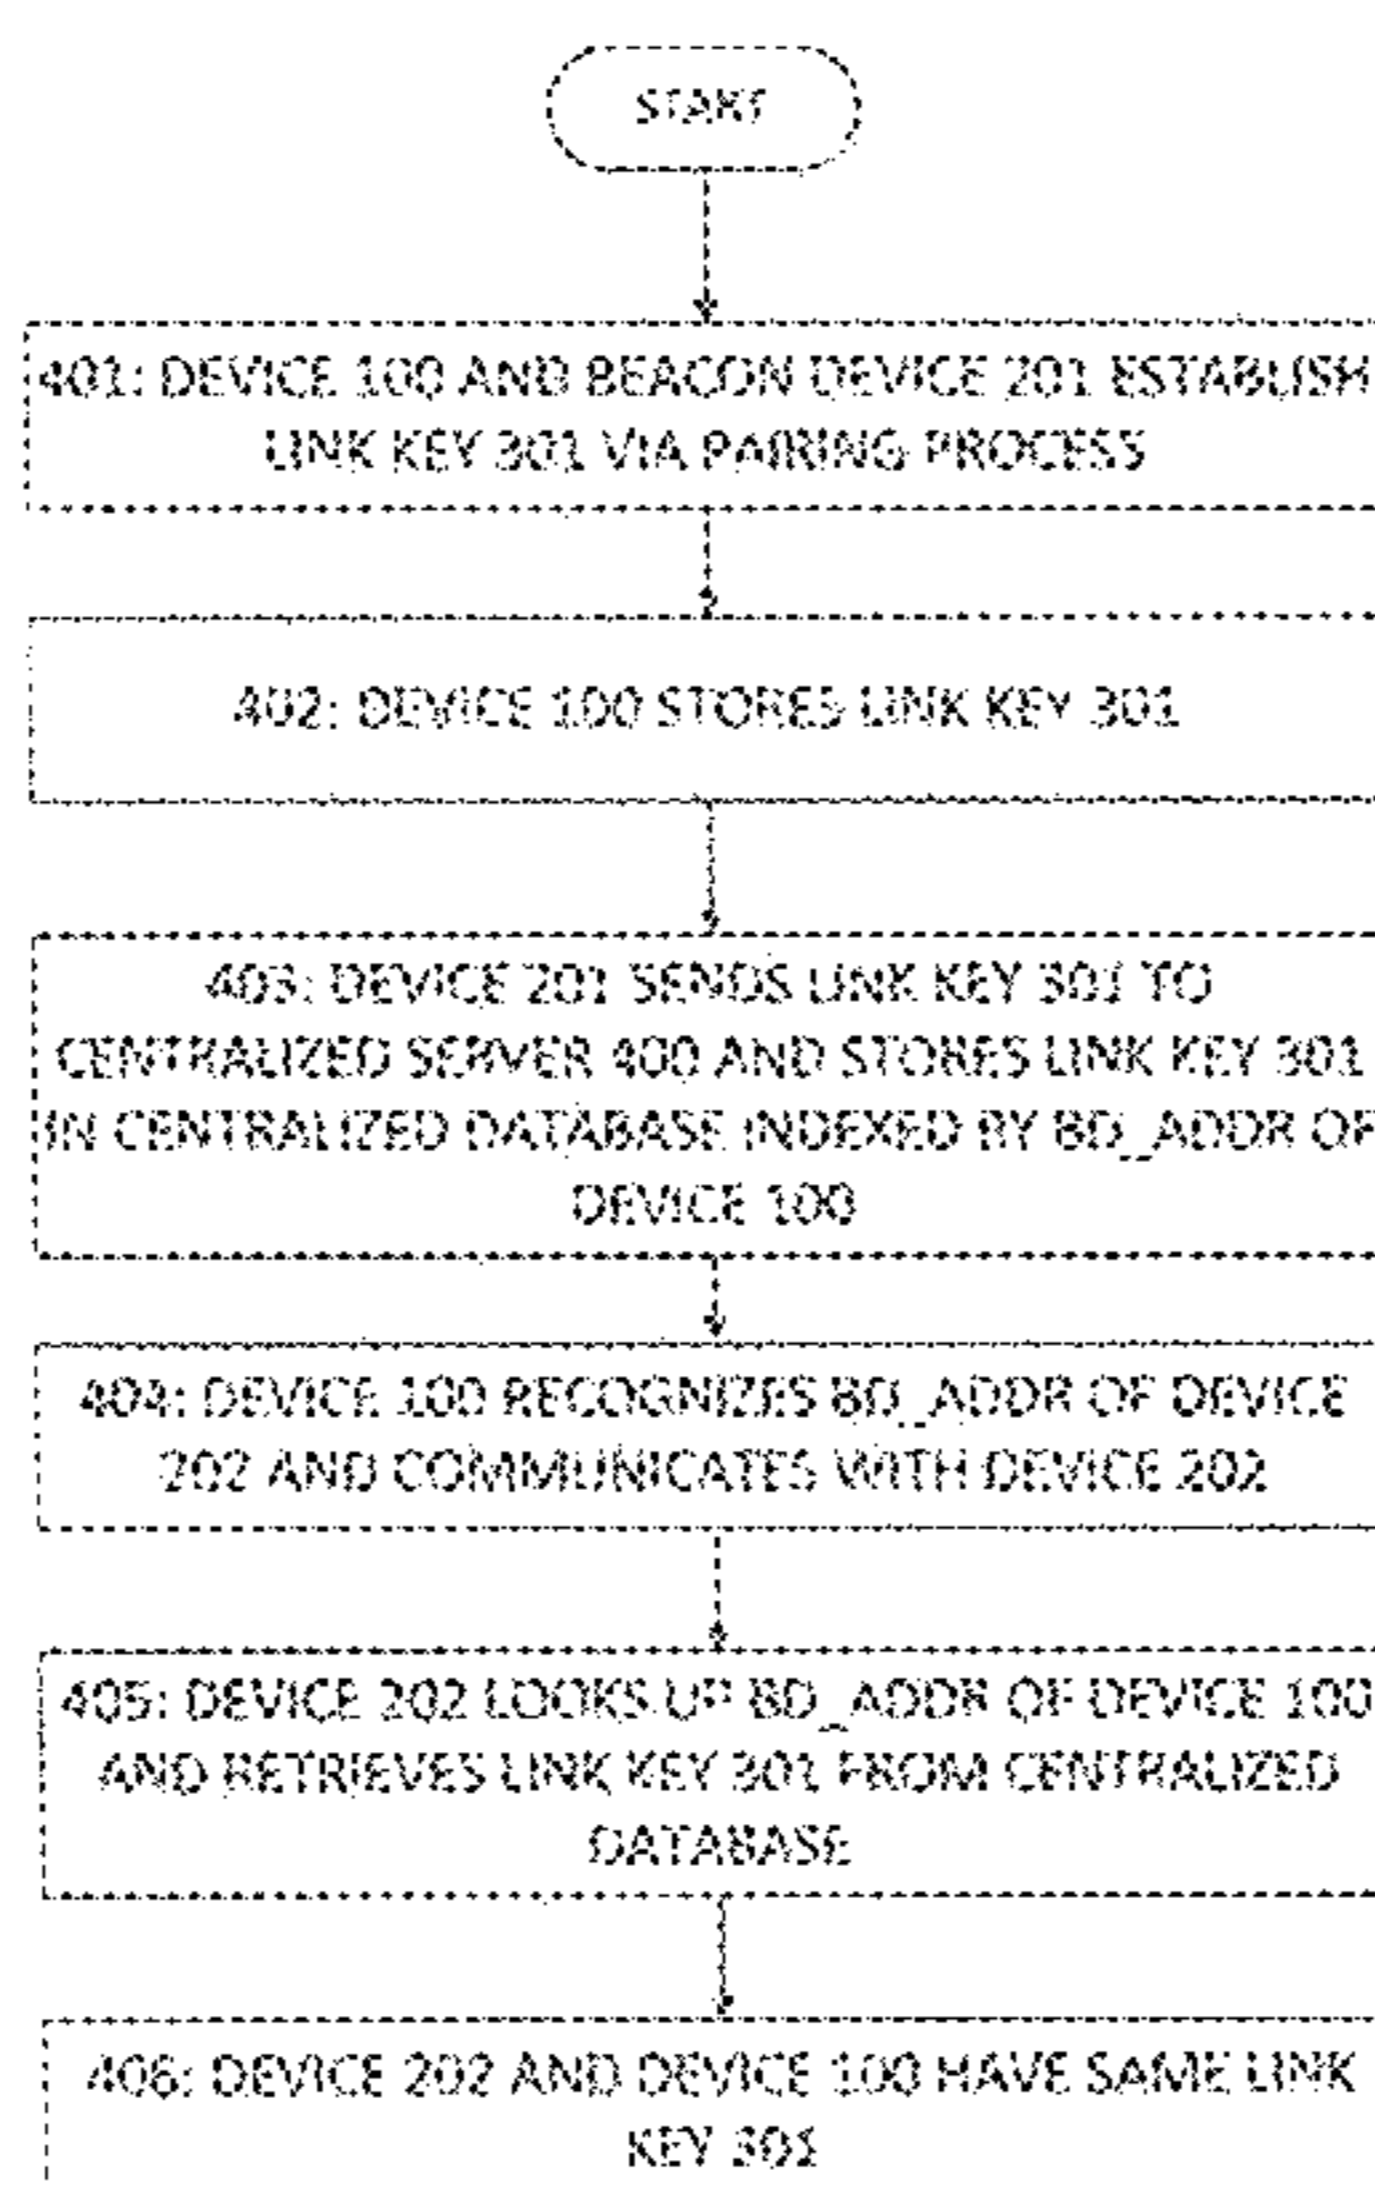 START
401: DEVICE 100 AND BEACON DEVICE 201 ESTABLISH
LINK KEY 301 VIA PAIRING PROCESS
402: DEVICE 100 STORES LINK KEY 301
403: DEVICE 201 SENDS LINK KEY 301 TO
CENTRALIZED SERVER 400 AND STORES LINK KEY 301
IN CENTRALIZED DATABASE INDEXED BY BD_ADDR OF
DEVICE 100
404: DEVICE 100 RECOGNIZES BD_ADDR OF DEVICE
202 AND COMMUNICATES WITH DEVICE 202
405: DEVICE 202 LOOKS UP BD_ADDR OF DEVICE 100
AND RETRIEVES LINK KEY 301 FROM CENTRALIZED
DATABASE
406: DEVICE 202 AND DEVICE 100 HAVE SAME LINK
KEY 301